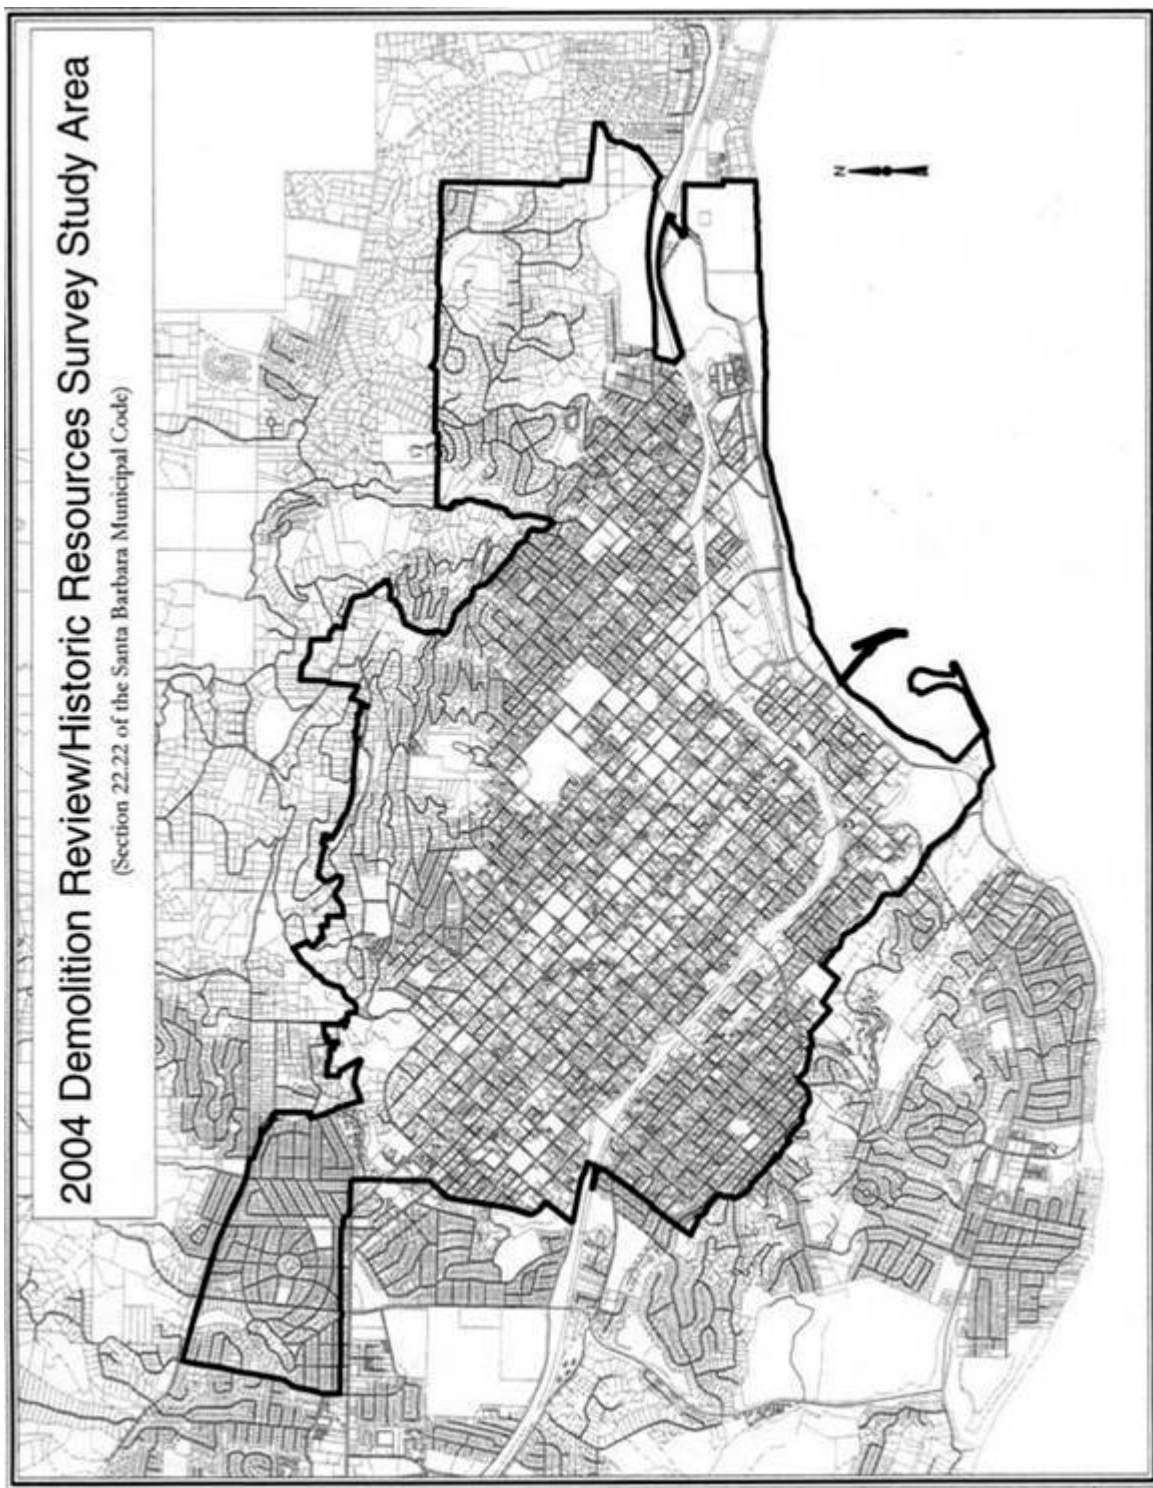 2004 Demolition Review/Historic Resources Survey Study Area
(Section 22.22 of the Santa Barbara Municipal Code)
N